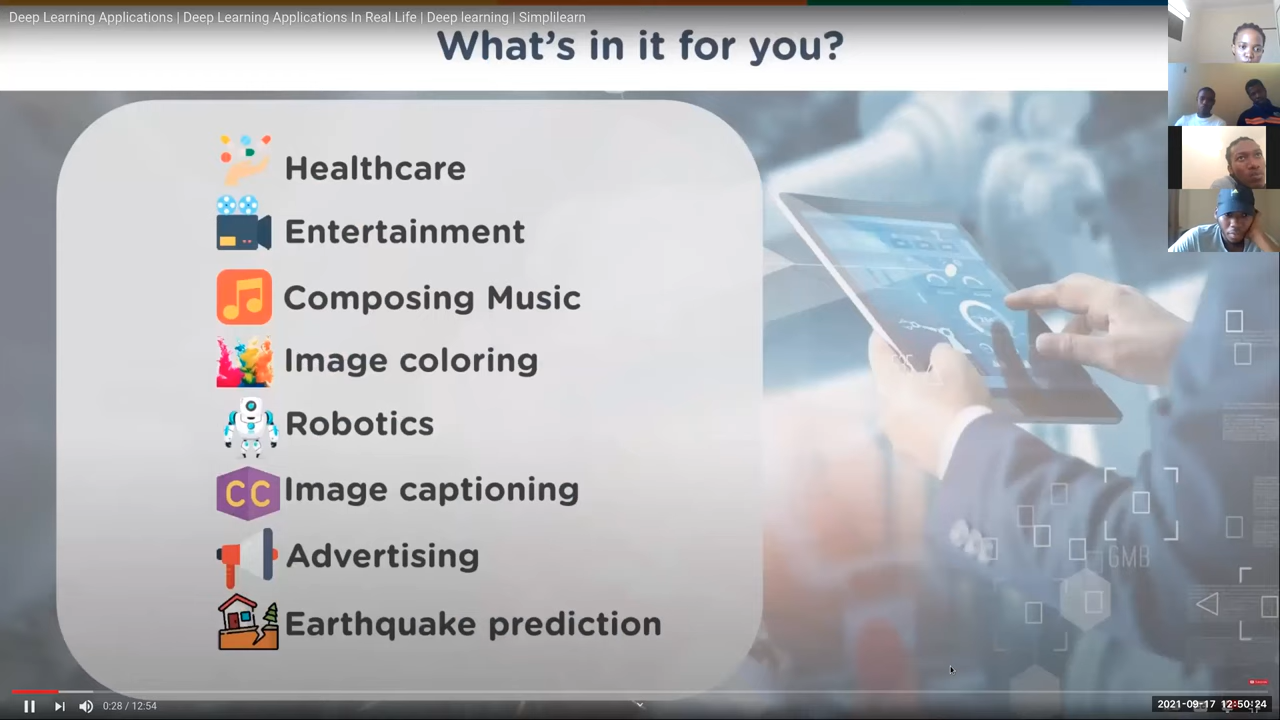 Deep Learning Applications | Deep Learning Applications In Real Life | Deep learning | Simplilearn
What's in it for you?
Healthcare
Entertainment
Composing Music
Image coloring
Robotics
CC Image captioning
Advertising
Earthquake prediction
GMB
0:28 / 12:54
2021-09-17 12:50:24